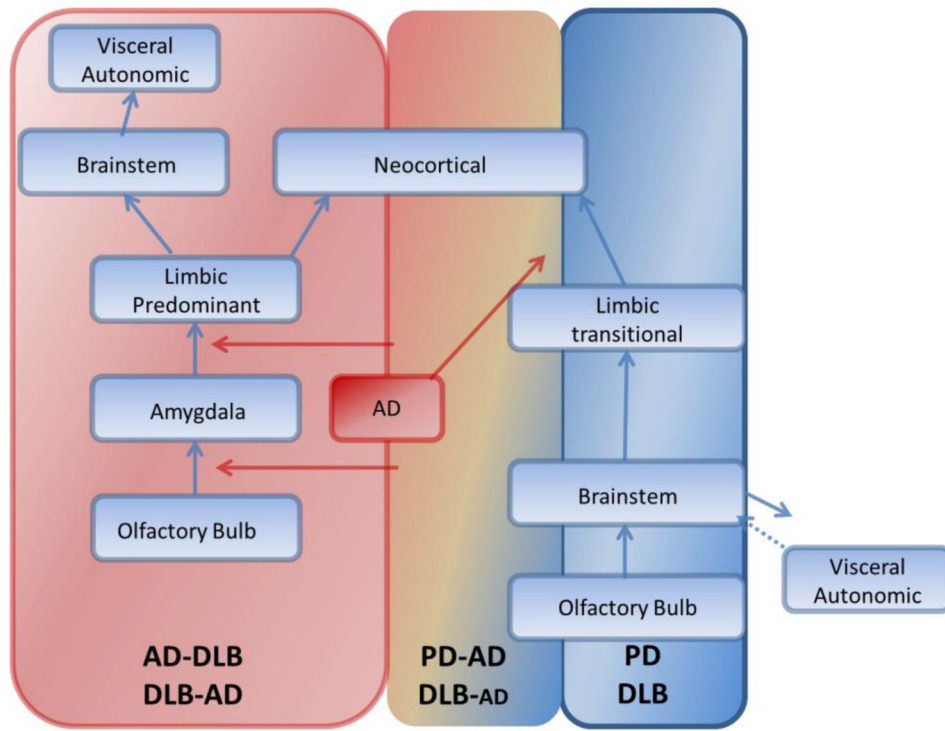 Visceral
Autonomic
Brainstem
Neocortical
Limbic
Predominant
Limbic
transitional
Amygdala
AD
Olfactory Bulb
Brainstem
Visceral
Autonomic
Olfactory Bulb
AD-DLB
DLB-AD
PD-AD
DLB-AD
PD
DLB